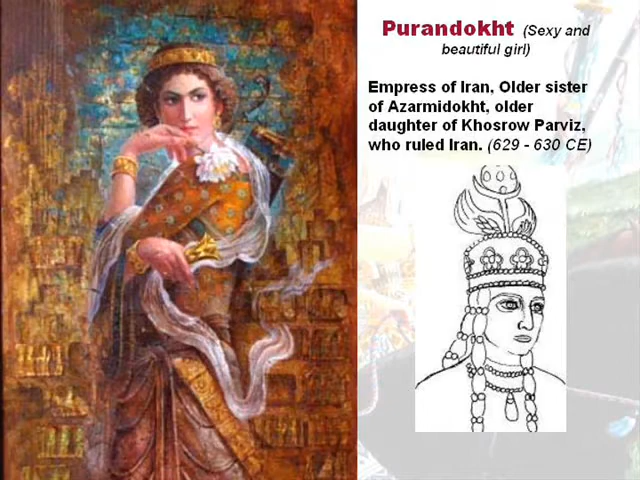 Purandokht (Sexy and
beautiful girl)
Empress of Iran, Older sister
of Azarmidokht, older
daughter of Khosrow Parviz,
who ruled Iran. (629 - 630 CE)